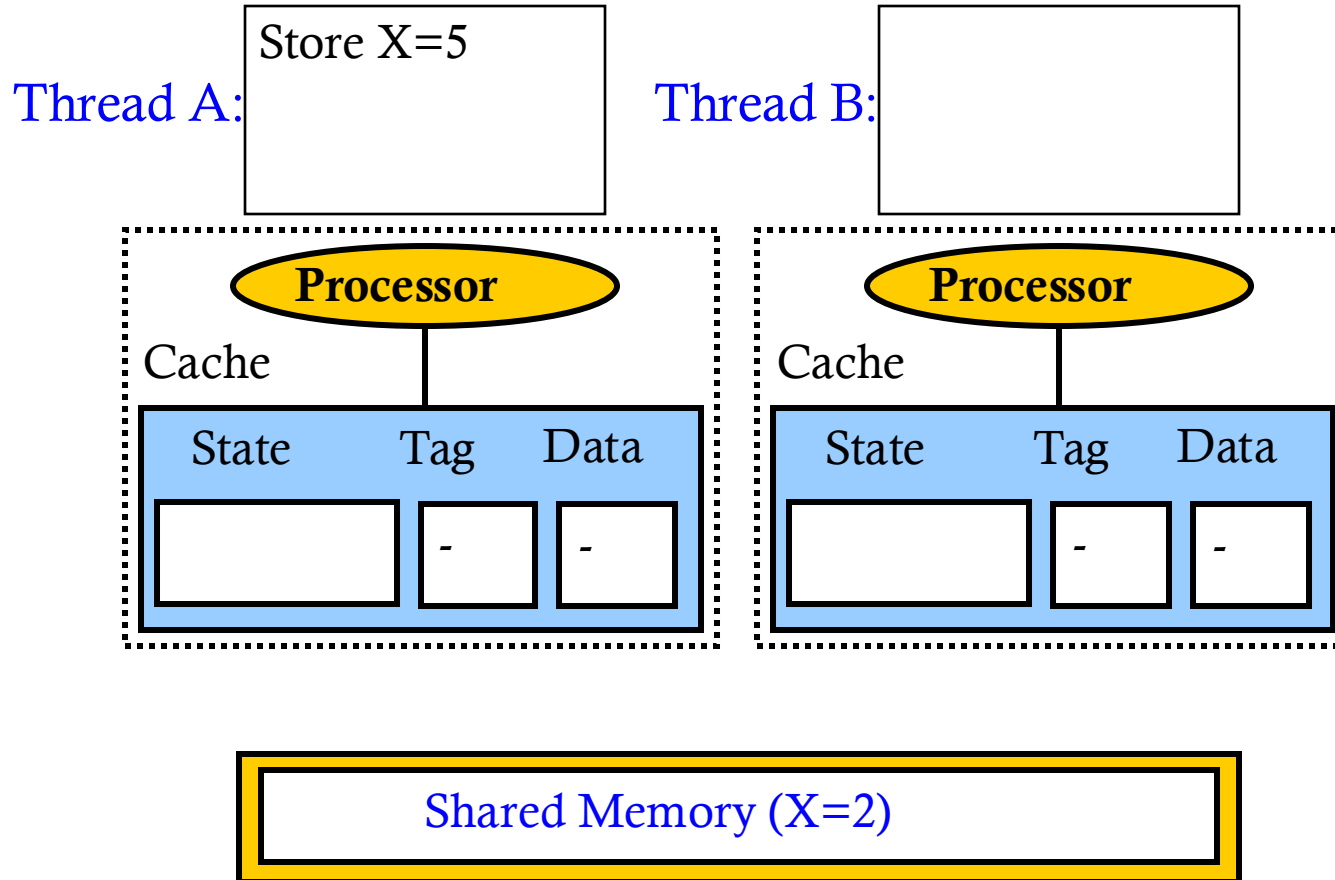 Store X=5
Thread A:
Thread B:
Processor
Processor
Cache
Cache
State Tag Data
State Tag Data
- -
- -
Shared Memory (X=2)